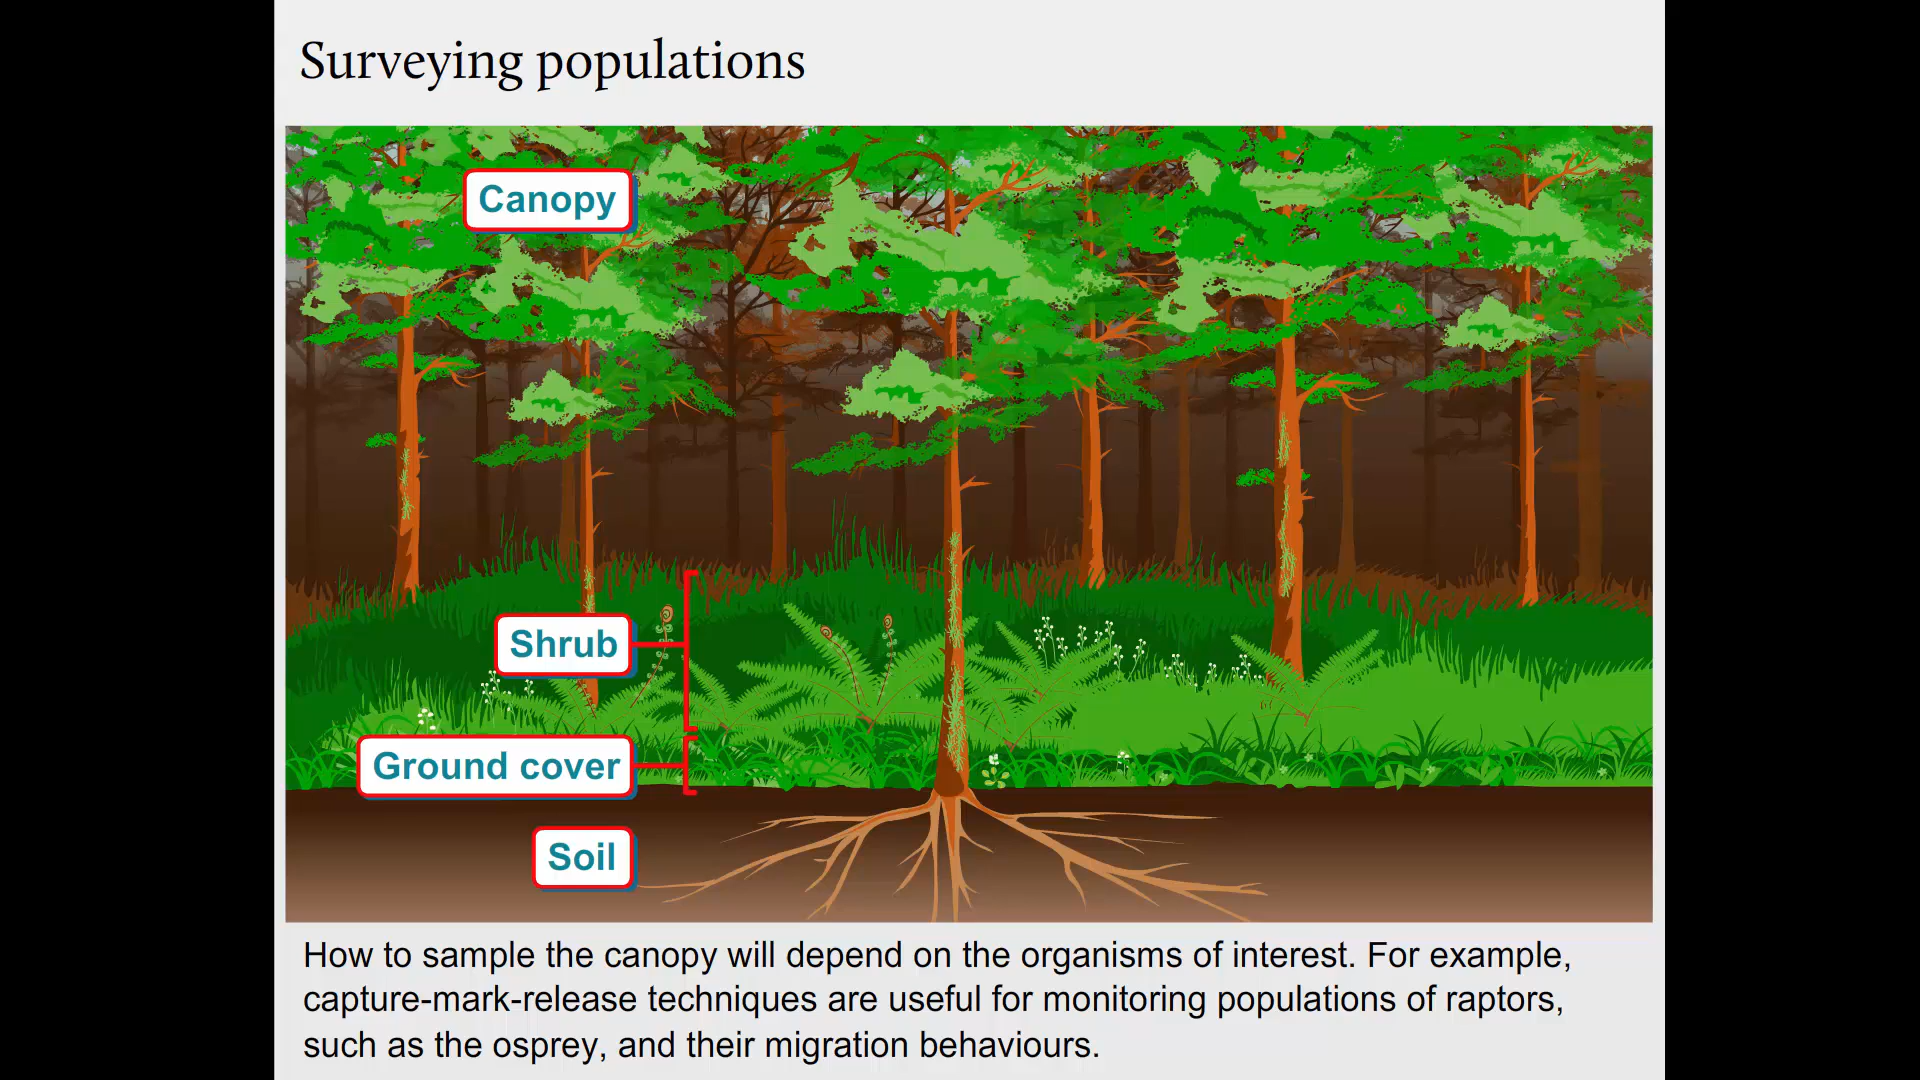 Surveying populations
Canopy
Shrub
Ground cover
Soil
How to sample the canopy will depend on the organisms of interest. For example,
capture-mark-release techniques are useful for monitoring populations of raptors,
such as the osprey, and their migration behaviours.